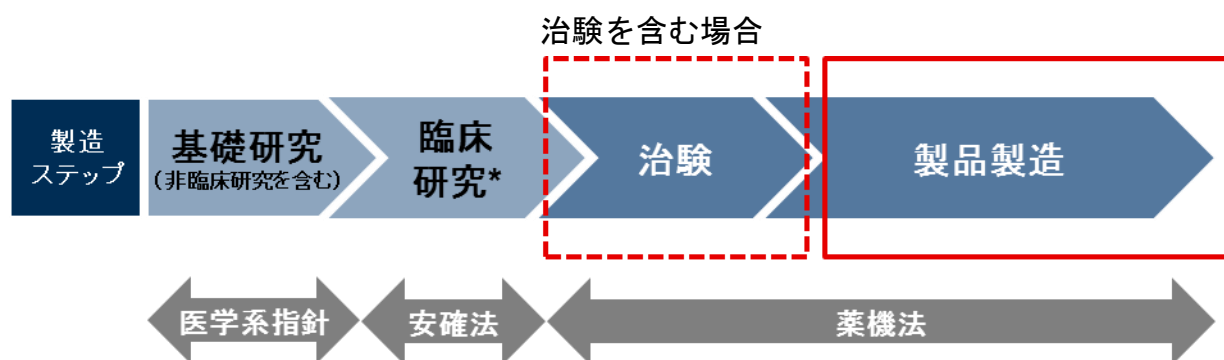 治験を含む場合
製造
ステップ
基礎研究
(非臨床研究を含む)
臨床
研究*
治験
製品製造
医学系指針
安確法
薬機法